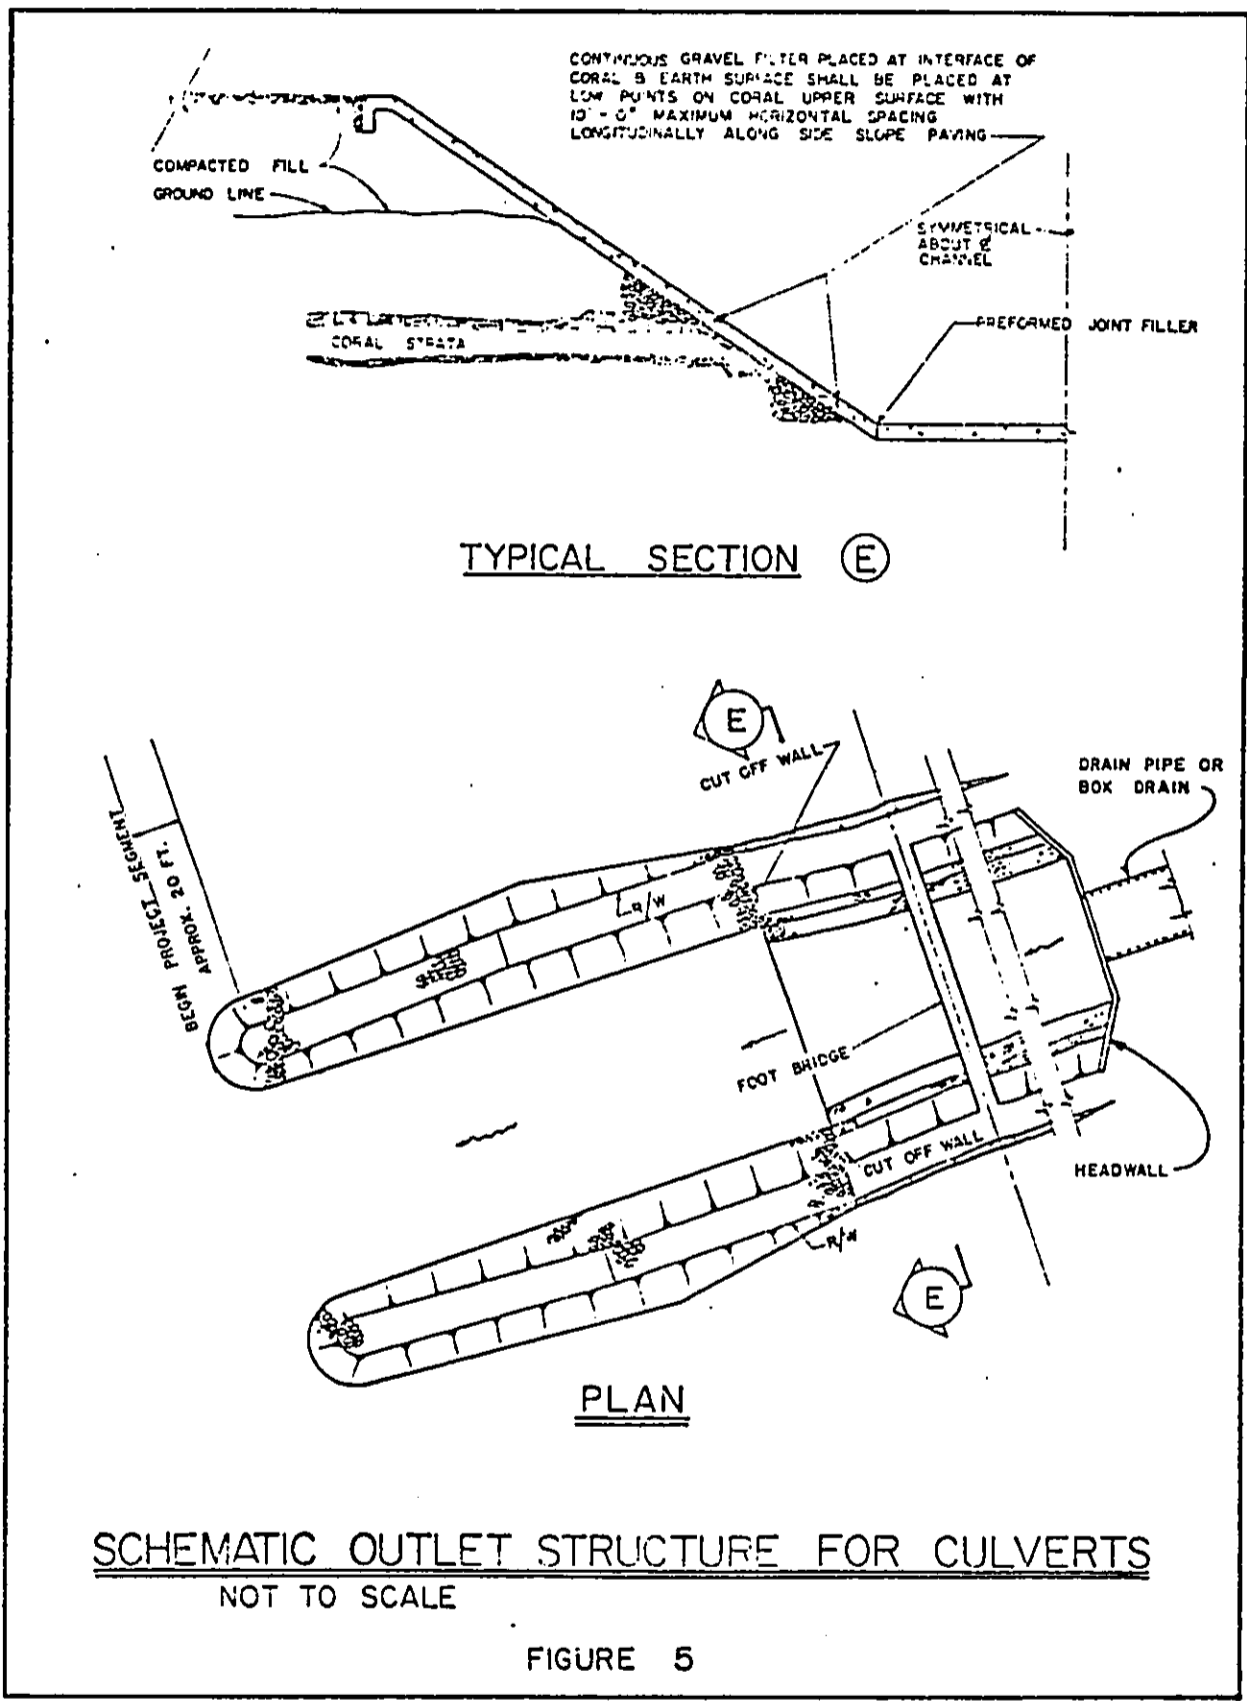 CONTINUOUS GRAVEL FILTER PLACED AT INTERFACE OF
CORAL & EARTH SURFACE SHALL BE PLACED AT
LOW POINTS ON CORAL UPPER SURFACE WITH
10' - 0" MAXIMUM HORIZONTAL SPACING
LONGITUDINALLY ALONG SIDE SLOPE PAVING
COMPACTED FILL
GROUND LINE
SYMMETRICAL
ABOUT ℄
CHANNEL
PREFORMED JOINT FILLER
CORAL STRATA
TYPICAL SECTION E
E
CUT OFF WALL
DRAIN PIPE OR
BOX DRAIN
BEGIN PROJECT SEGMENT
APPROX. 20 FT.
R/W
FOOT BRIDGE
CUT OFF WALL
HEADWALL
R/W
E
PLAN
SCHEMATIC OUTLET STRUCTURE FOR CULVERTS
NOT TO SCALE
FIGURE 5